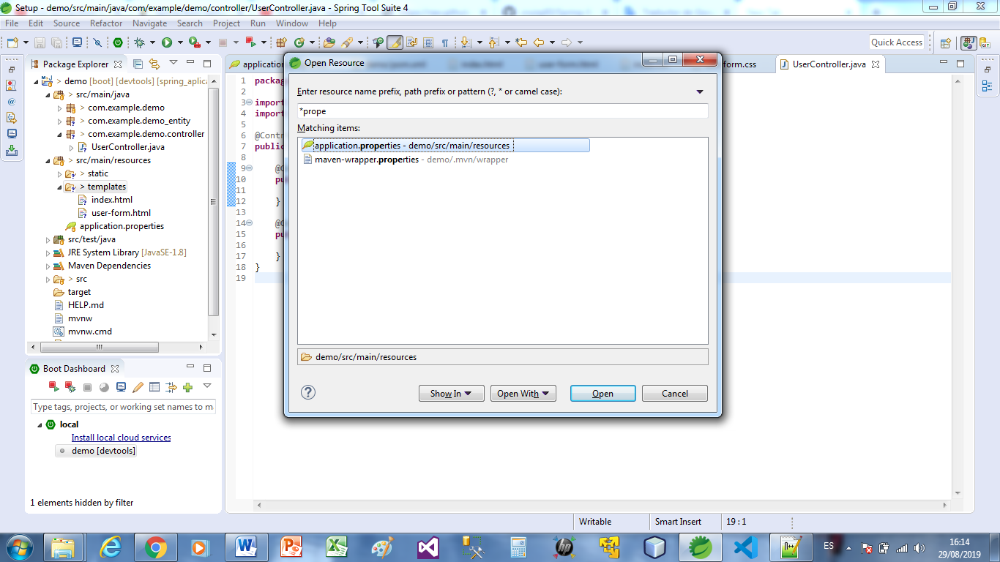 Setup - demo/src/main/java/com/example/demo/controller/UserController.java - Spring Tool Suite 4
File Edit Source Refactor Navigate Search Project Run Window Help
Quick Access
Package Explorer
demo [boot] [devtools] [spring_aplica
> src/main/java
> com.example.demo
> com.example.demo_entity
> com.example.demo.controller
UserController.java
> src/main/resources
> static
> templates
index.html
user-form.html
application.properties
src/test/java
JRE System Library [JavaSE-1.8]
Maven Dependencies
> src
target
HELP.md
mvnw
mvnw.cmd
Boot Dashboard
Type tags, projects, or working set names to m
local
Install local cloud services
demo [devtools]
1 elements hidden by filter
application
form.css
UserController.java
1 packag
2
3 import
4 import
5
6 @Contr
7 public
8
9 @G
10 pu
11
12 }
13
14 @G
15 pu
16
17 }
18 }
19
Open Resource
Enter resource name prefix, path prefix or pattern (?, * or camel case):
*prope
Matching items:
application.properties - demo/src/main/resources
maven-wrapper.properties - demo/.mvn/wrapper
demo/src/main/resources
Show In
Open With
Open
Cancel
Writable
Smart Insert
19 : 1
ES
16:14
29/08/2019